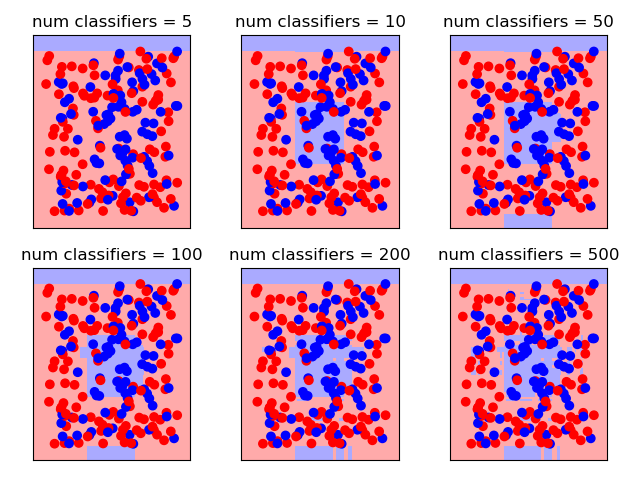 num classifiers = 5
num classifiers = 10
num classifiers = 50
num classifiers = 100
num classifiers = 200
num classifiers = 500